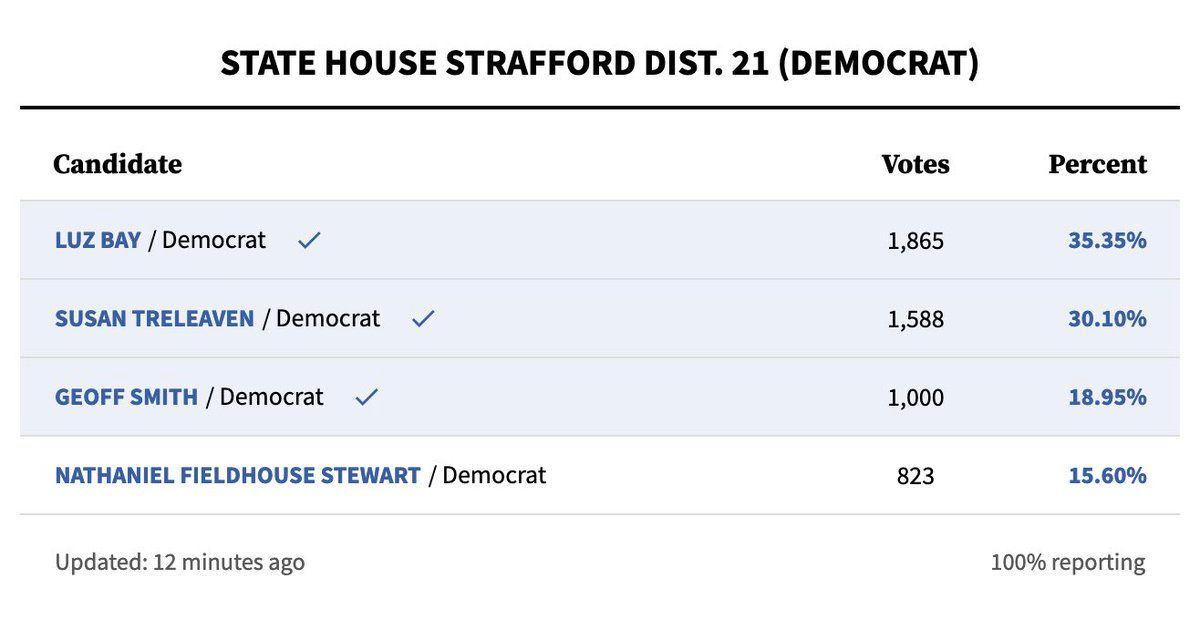 STATE HOUSE STRAFFORD DIST. 21 (DEMOCRAT)
Candidate Votes Percent
LUZ BAY / Democrat ✓ 1,865 35.35%
SUSAN TRELEAVEN / Democrat ✓ 1,588 30.10%
GEOFF SMITH / Democrat ✓ 1,000 18.95%
NATHANIEL FIELDHOUSE STEWART / Democrat 823 15.60%
Updated: 12 minutes ago 100% reporting